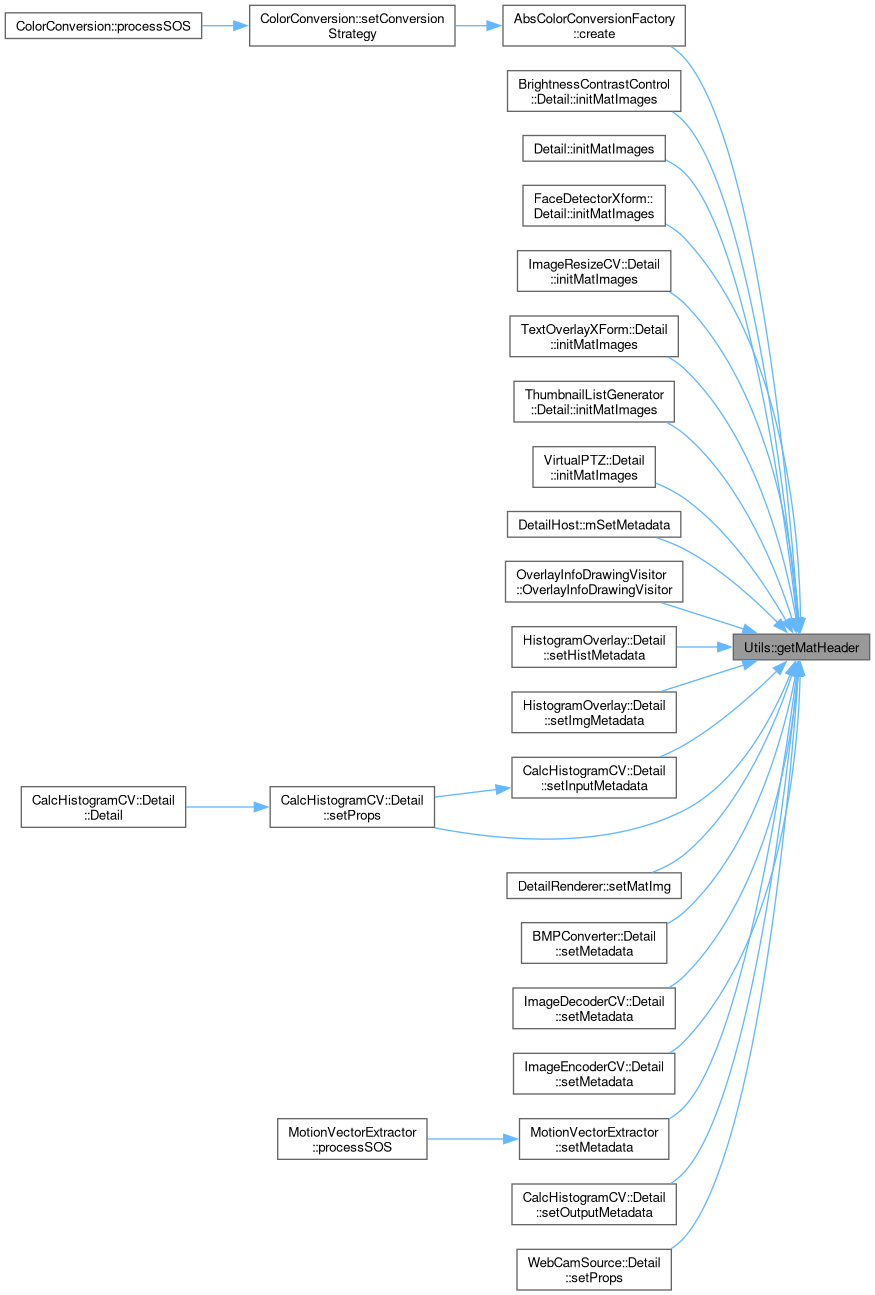 ColorConversion::processSOS
ColorConversion::setConversion
Strategy
AbsColorConversionFactory
::create
BrightnessContrastControl
::Detail::initMatImages
Detail::initMatImages
FaceDetectorXform::
Detail::initMatImages
ImageResizeCV::Detail
::initMatImages
TextOverlayXForm::Detail
::initMatImages
ThumbnailListGenerator
::Detail::initMatImages
VirtualPTZ::Detail
::initMatImages
DetailHost::mSetMetadata
OverlayInfoDrawingVisitor
::OverlayInfoDrawingVisitor
HistogramOverlay::Detail
::setHistMetadata
Utils::getMatHeader
HistogramOverlay::Detail
::setImgMetadata
CalcHistogramCV::Detail
::setInputMetadata
CalcHistogramCV::Detail
::Detail
CalcHistogramCV::Detail
::setProps
DetailRenderer::setMatImg
BMPConverter::Detail
::setMetadata
ImageDecoderCV::Detail
::setMetadata
ImageEncoderCV::Detail
::setMetadata
MotionVectorExtractor
::processSOS
MotionVectorExtractor
::setMetadata
CalcHistogramCV::Detail
::setOutputMetadata
WebCamSource::Detail
::setProps